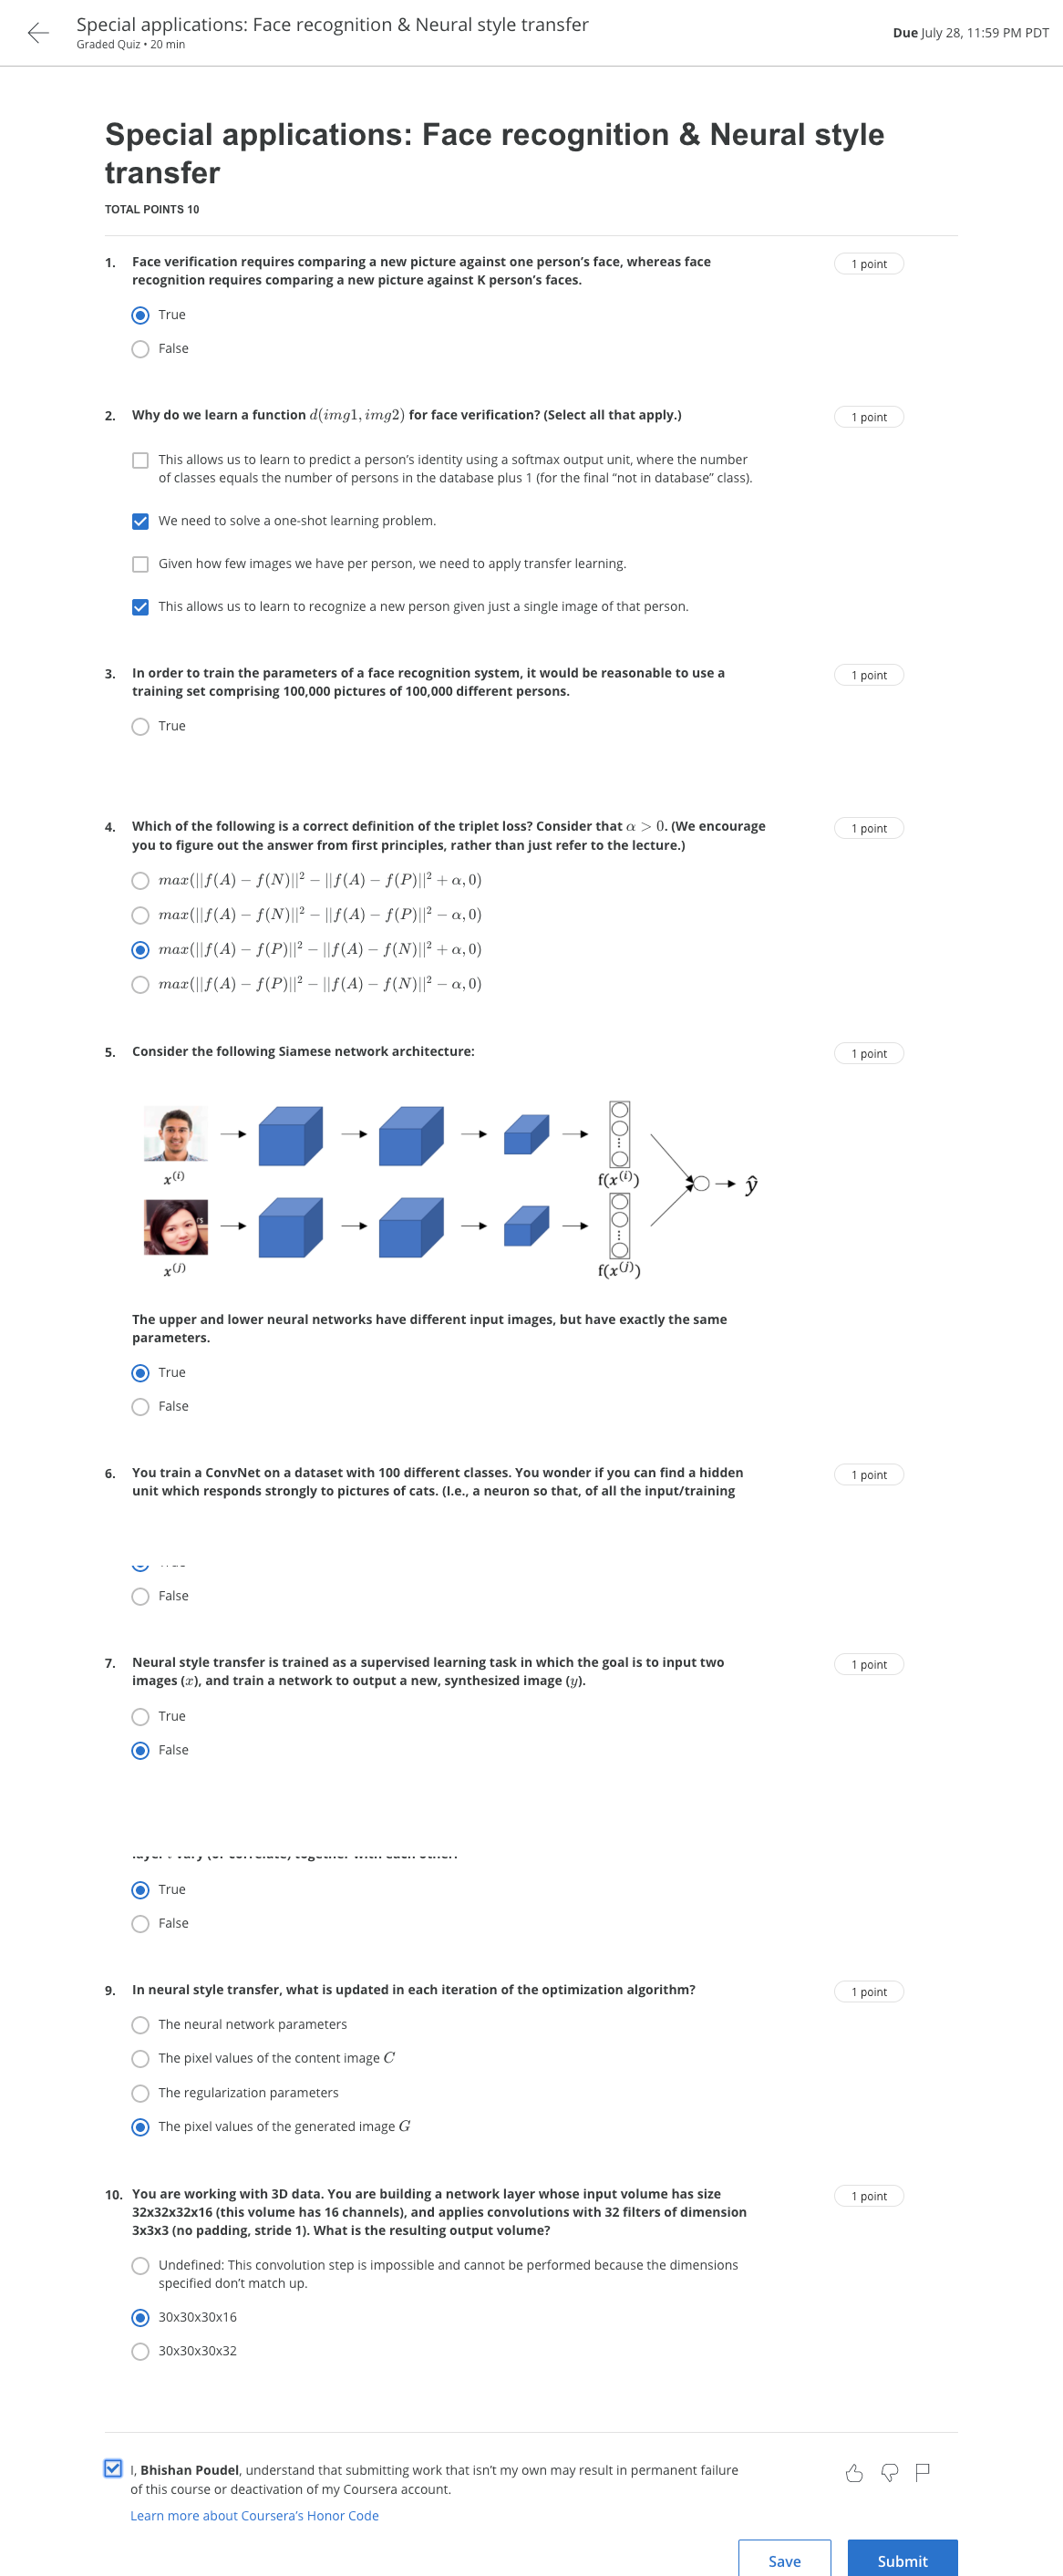 Special applications: Face recognition & Neural style transfer
Graded Quiz • 20 min
Due July 28, 11:59 PM PDT
Special applications: Face recognition & Neural style
transfer
TOTAL POINTS 10
1. Face verification requires comparing a new picture against one person’s face, whereas face
recognition requires comparing a new picture against K person’s faces.
1 point
True
False
2. Why do we learn a function d(img1, img2) for face verification? (Select all that apply.)
1 point
This allows us to learn to predict a person’s identity using a softmax output unit, where the number
of classes equals the number of persons in the database plus 1 (for the final “not in database” class).
We need to solve a one-shot learning problem.
Given how few images we have per person, we need to apply transfer learning.
This allows us to learn to recognize a new person given just a single image of that person.
3. In order to train the parameters of a face recognition system, it would be reasonable to use a
training set comprising 100,000 pictures of 100,000 different persons.
1 point
True
4. Which of the following is a correct definition of the triplet loss? Consider that α > 0. (We encourage
you to figure out the answer from first principles, rather than just refer to the lecture.)
1 point
max(||f(A) − f(N)||² − ||f(A) − f(P)||² + α, 0)
max(||f(A) − f(N)||² − ||f(A) − f(P)||² − α, 0)
max(||f(A) − f(P)||² − ||f(A) − f(N)||² + α, 0)
max(||f(A) − f(P)||² − ||f(A) − f(N)||² − α, 0)
5. Consider the following Siamese network architecture:
1 point
x⁽ⁱ⁾
f(x⁽ⁱ⁾)
ŷ
x⁽ʲ⁾
f(x⁽ʲ⁾)
The upper and lower neural networks have different input images, but have exactly the same
parameters.
True
False
6. You train a ConvNet on a dataset with 100 different classes. You wonder if you can find a hidden
unit which responds strongly to pictures of cats. (I.e., a neuron so that, of all the input/training
1 point
False
7. Neural style transfer is trained as a supervised learning task in which the goal is to input two
images (x), and train a network to output a new, synthesized image (y).
1 point
True
False
True
False
9. In neural style transfer, what is updated in each iteration of the optimization algorithm?
1 point
The neural network parameters
The pixel values of the content image C
The regularization parameters
The pixel values of the generated image G
10. You are working with 3D data. You are building a network layer whose input volume has size
32x32x32x16 (this volume has 16 channels), and applies convolutions with 32 filters of dimension
3x3x3 (no padding, stride 1). What is the resulting output volume?
1 point
Undefined: This convolution step is impossible and cannot be performed because the dimensions
specified don’t match up.
30x30x30x16
30x30x30x32
I, Bhishan Poudel, understand that submitting work that isn’t my own may result in permanent failure
of this course or deactivation of my Coursera account.
Learn more about Coursera’s Honor Code
Save
Submit